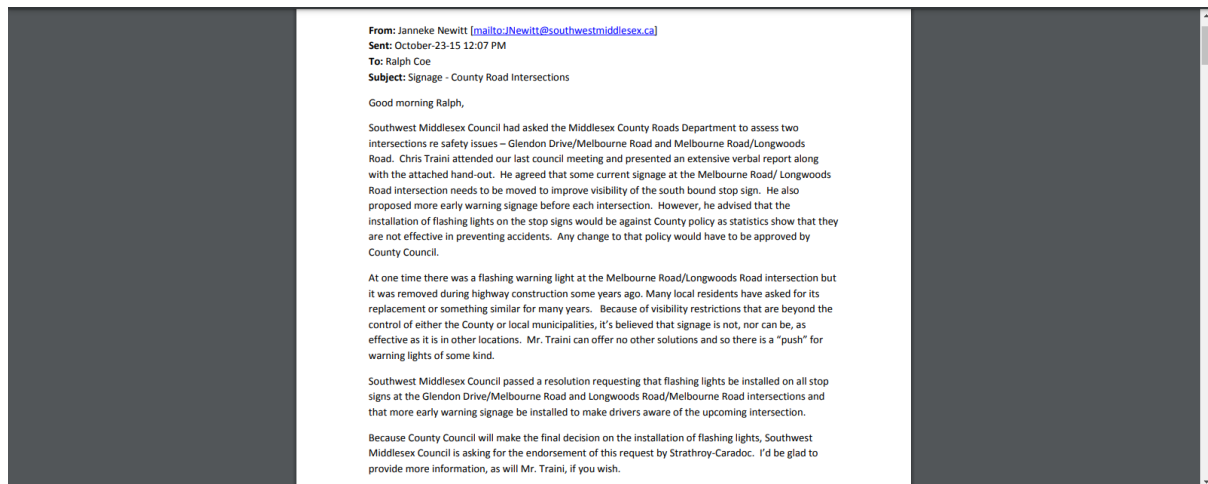 From: Janneke Newitt [mailto:JNewitt@southwestmiddlesex.ca]
Sent: October-23-15 12:07 PM
To: Ralph Coe
Subject: Signage - County Road Intersections
Good morning Ralph,
Southwest Middlesex Council had asked the Middlesex County Roads Department to assess two
intersections re safety issues – Glendon Drive/Melbourne Road and Melbourne Road/Longwoods
Road.  Chris Traini attended our last council meeting and presented an extensive verbal report along
with the attached hand-out.  He agreed that some current signage at the Melbourne Road/ Longwoods
Road intersection needs to be moved to improve visibility of the south bound stop sign.  He also
proposed more early warning signage before each intersection.  However, he advised that the
installation of flashing lights on the stop signs would be against County policy as statistics show that they
are not effective in preventing accidents.  Any change to that policy would have to be approved by
County Council.
At one time there was a flashing warning light at the Melbourne Road/Longwoods Road intersection but
it was removed during highway construction some years ago. Many local residents have asked for its
replacement or something similar for many years.   Because of visibility restrictions that are beyond the
control of either the County or local municipalities, it's believed that signage is not, nor can be, as
effective as it is in other locations.  Mr. Traini can offer no other solutions and so there is a “push” for
warning lights of some kind.
Southwest Middlesex Council passed a resolution requesting that flashing lights be installed on all stop
signs at the Glendon Drive/Melbourne Road and Longwoods Road/Melbourne Road intersections and
that more early warning signage be installed to make drivers aware of the upcoming intersection.
Because County Council will make the final decision on the installation of flashing lights, Southwest
Middlesex Council is asking for the endorsement of this request by Strathroy-Caradoc.  I'd be glad to
provide more information, as will Mr. Traini, if you wish.